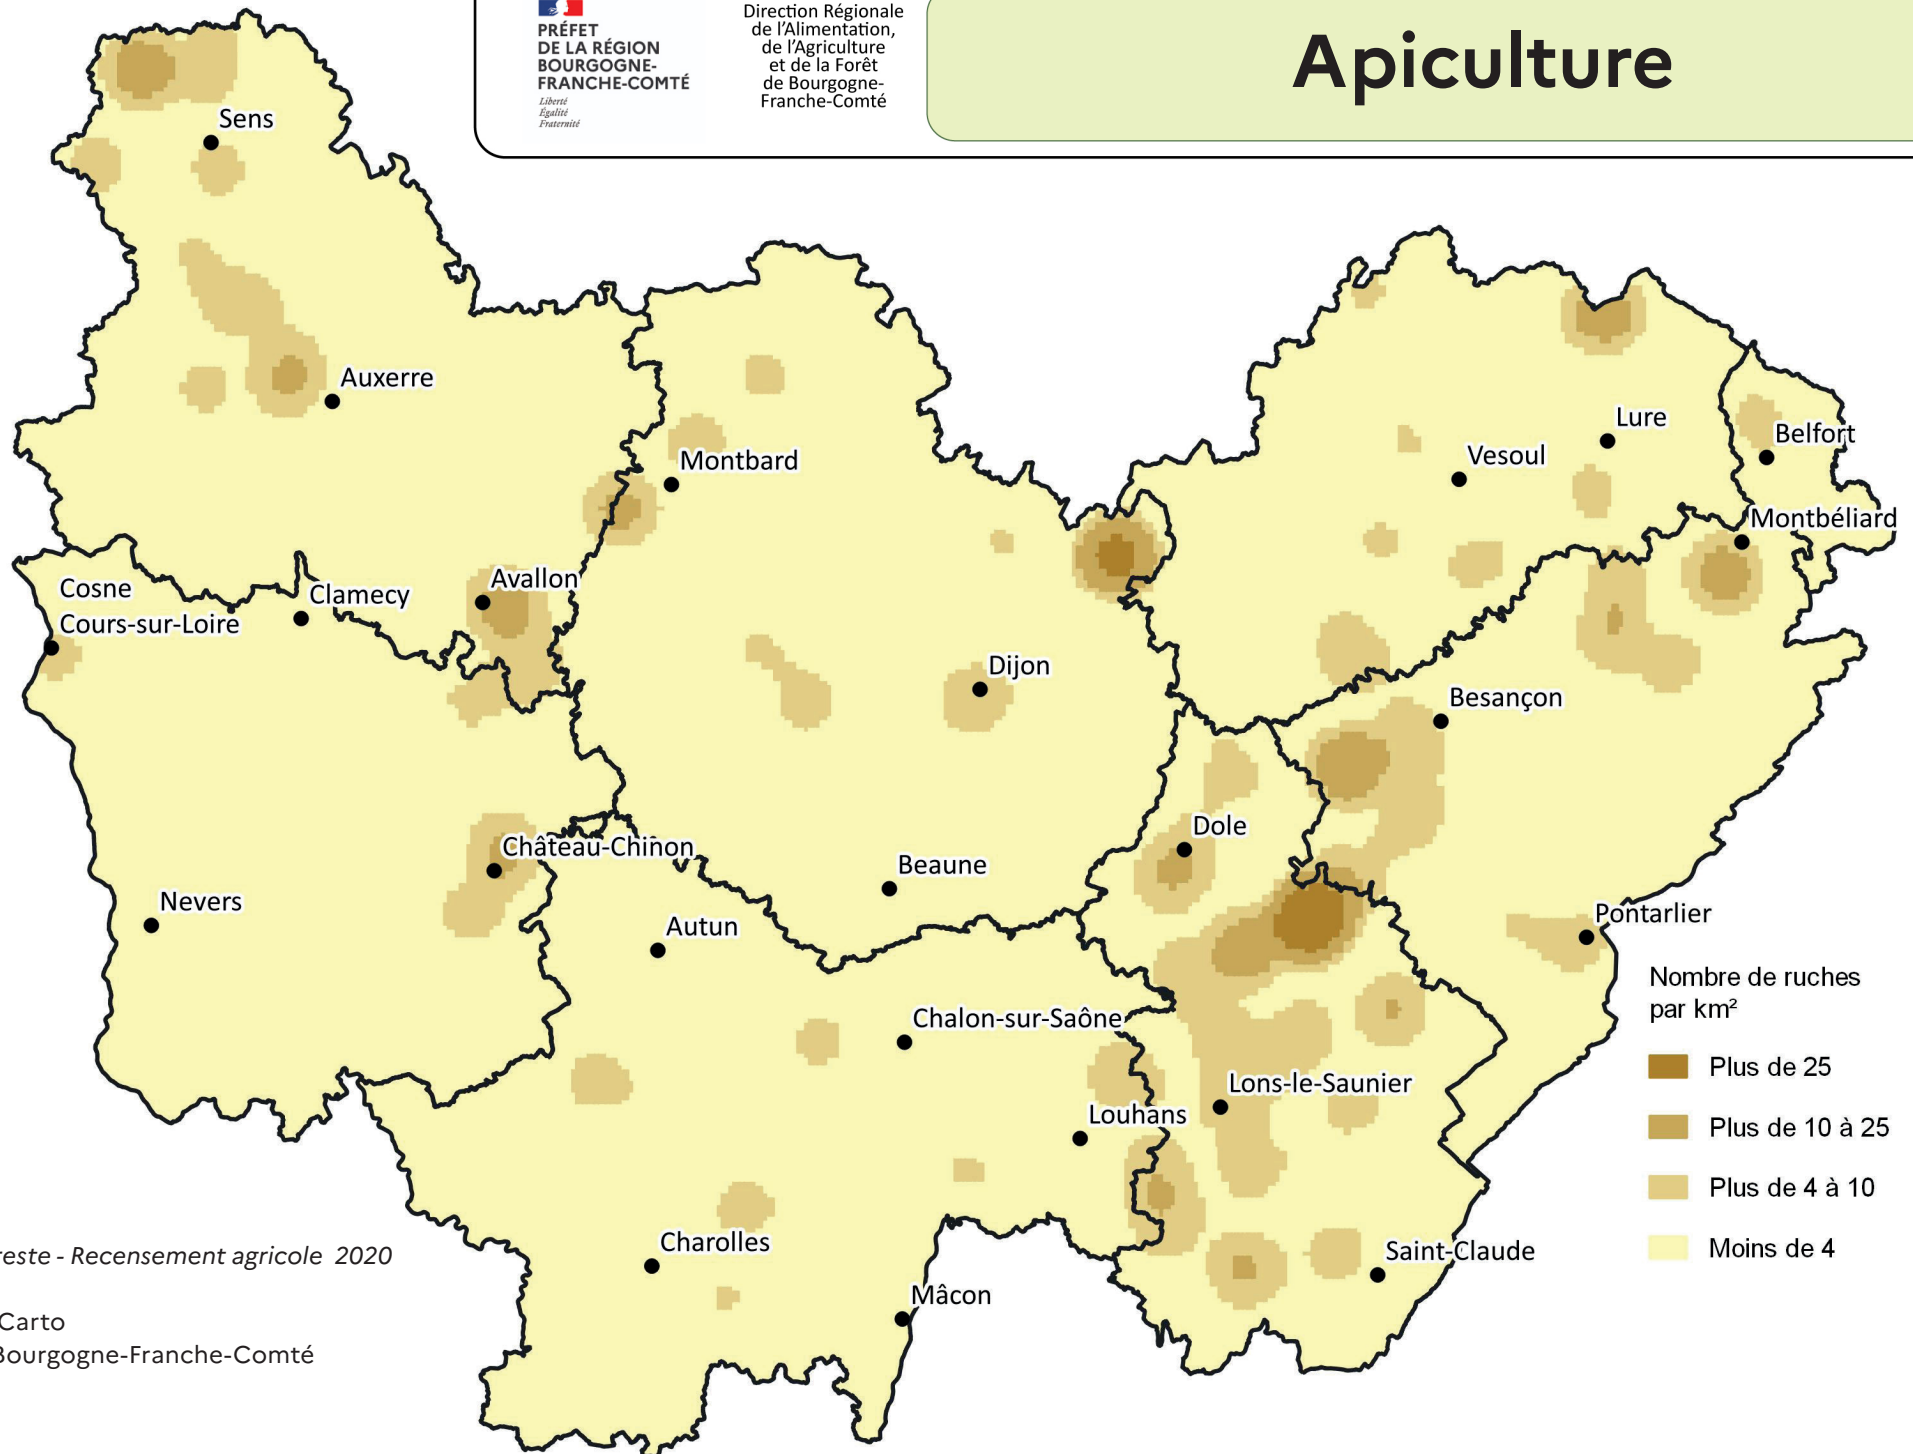 PRÉFET
DE LA RÉGION
BOURGOGNE-
FRANCHE-COMTÉ
Liberté
Égalité
Fraternité
Direction Régionale
de l'Alimentation,
de l'Agriculture
et de la Forêt
de Bourgogne-
Franche-Comté
Apiculture
Sens
Auxerre
Montbard
Lure
Belfort
Vesoul
Montbéliard
Avallon
Cosne
Cours-sur-Loire
Clamecy
Dijon
Besançon
Dole
Château-Chinon
Beaune
Nevers
Autun
Pontarlier
Chalon-sur-Saône
Lons-le-Saunier
Louhans
Charolles
Saint-Claude
Mâcon
Nombre de ruches
par km²
Plus de 25
Plus de 10 à 25
Plus de 4 à 10
Moins de 4
reste - Recensement agricole 2020
Carto
Bourgogne-Franche-Comté